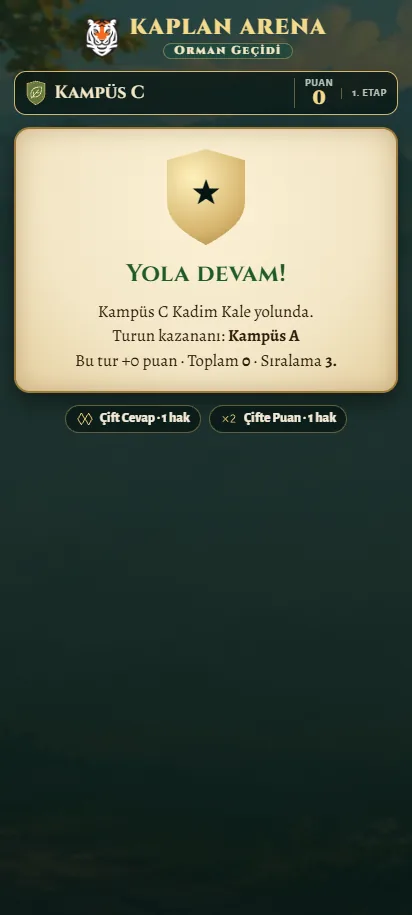 KAPLAN ARENA
Orman Geçidi
Kampüs C
PUAN
0
1. ETAP
Yola devam!
Kampüs C Kadim Kale yolunda.
Turun kazananı: Kampüs A
Bu tur +0 puan · Toplam 0 · Sıralama 3.
Çift Cevap · 1 hak
×2 Çifte Puan · 1 hak